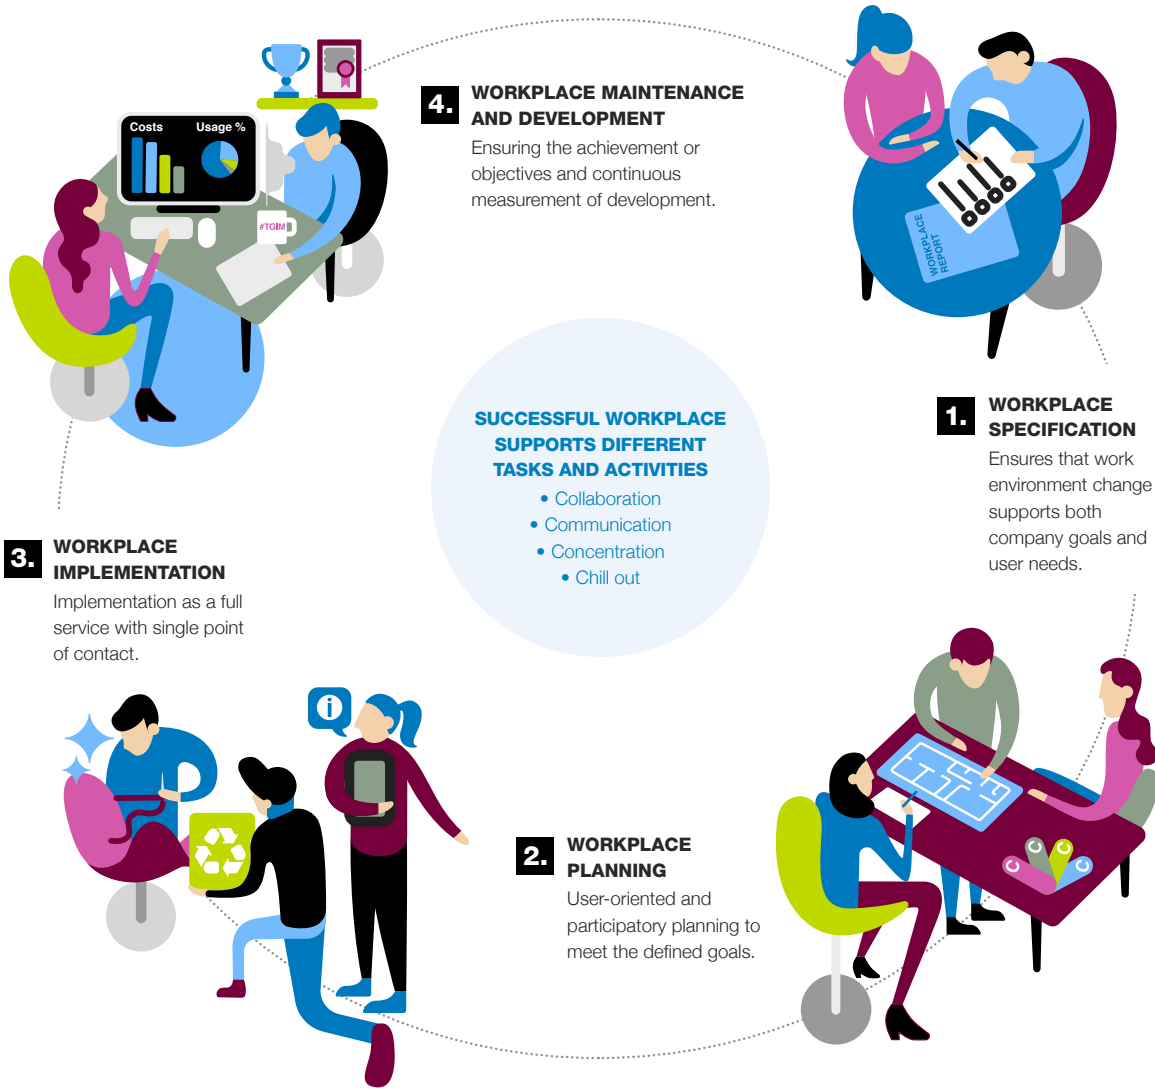 4.
WORKPLACE MAINTENANCE
AND DEVELOPMENT
Ensuring the achievement or
objectives and continuous
measurement of development.
Costs
Usage %
#TGIM
WORKPLACE
REPORT
SUCCESSFUL WORKPLACE
SUPPORTS DIFFERENT
TASKS AND ACTIVITIES
• Collaboration
• Communication
• Concentration
• Chill out
1.
WORKPLACE
SPECIFICATION
Ensures that work
environment change
supports both
company goals and
user needs.
3.
WORKPLACE
IMPLEMENTATION
Implementation as a full
service with single point
of contact.
i
2.
WORKPLACE
PLANNING
User-oriented and
participatory planning to
meet the defined goals.
C
C
C
C